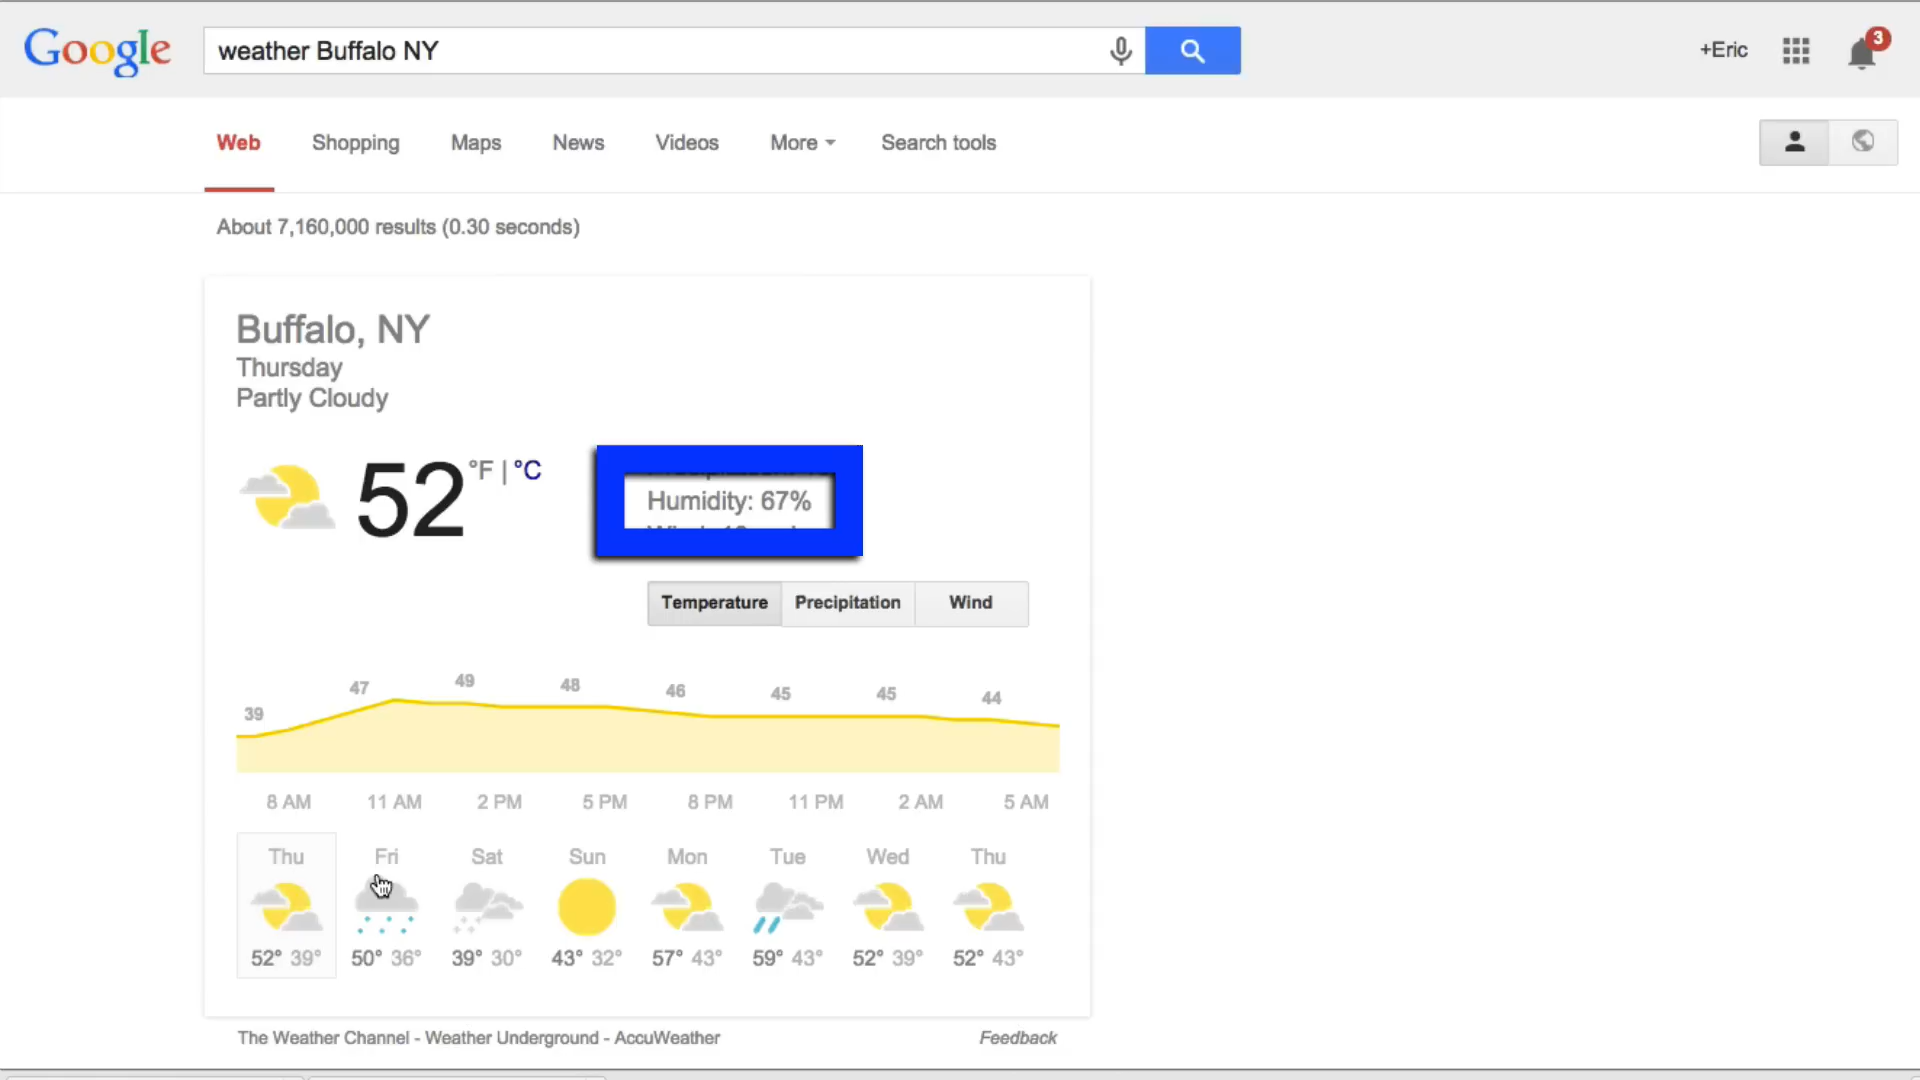 Google
weather Buffalo NY
+Eric
3
Web Shopping Maps News Videos More Search tools
About 7,160,000 results (0.30 seconds)
Buffalo, NY
Thursday
Partly Cloudy
52 °F | °C
Humidity: 67%
Temperature Precipitation Wind
39 47 49 48 46 45 45 44
8 AM 11 AM 2 PM 5 PM 8 PM 11 PM 2 AM 5 AM
Thu Fri Sat Sun Mon Tue Wed Thu
52° 39° 50° 36° 39° 30° 43° 32° 57° 43° 59° 43° 52° 39° 52° 43°
The Weather Channel - Weather Underground - AccuWeather
Feedback